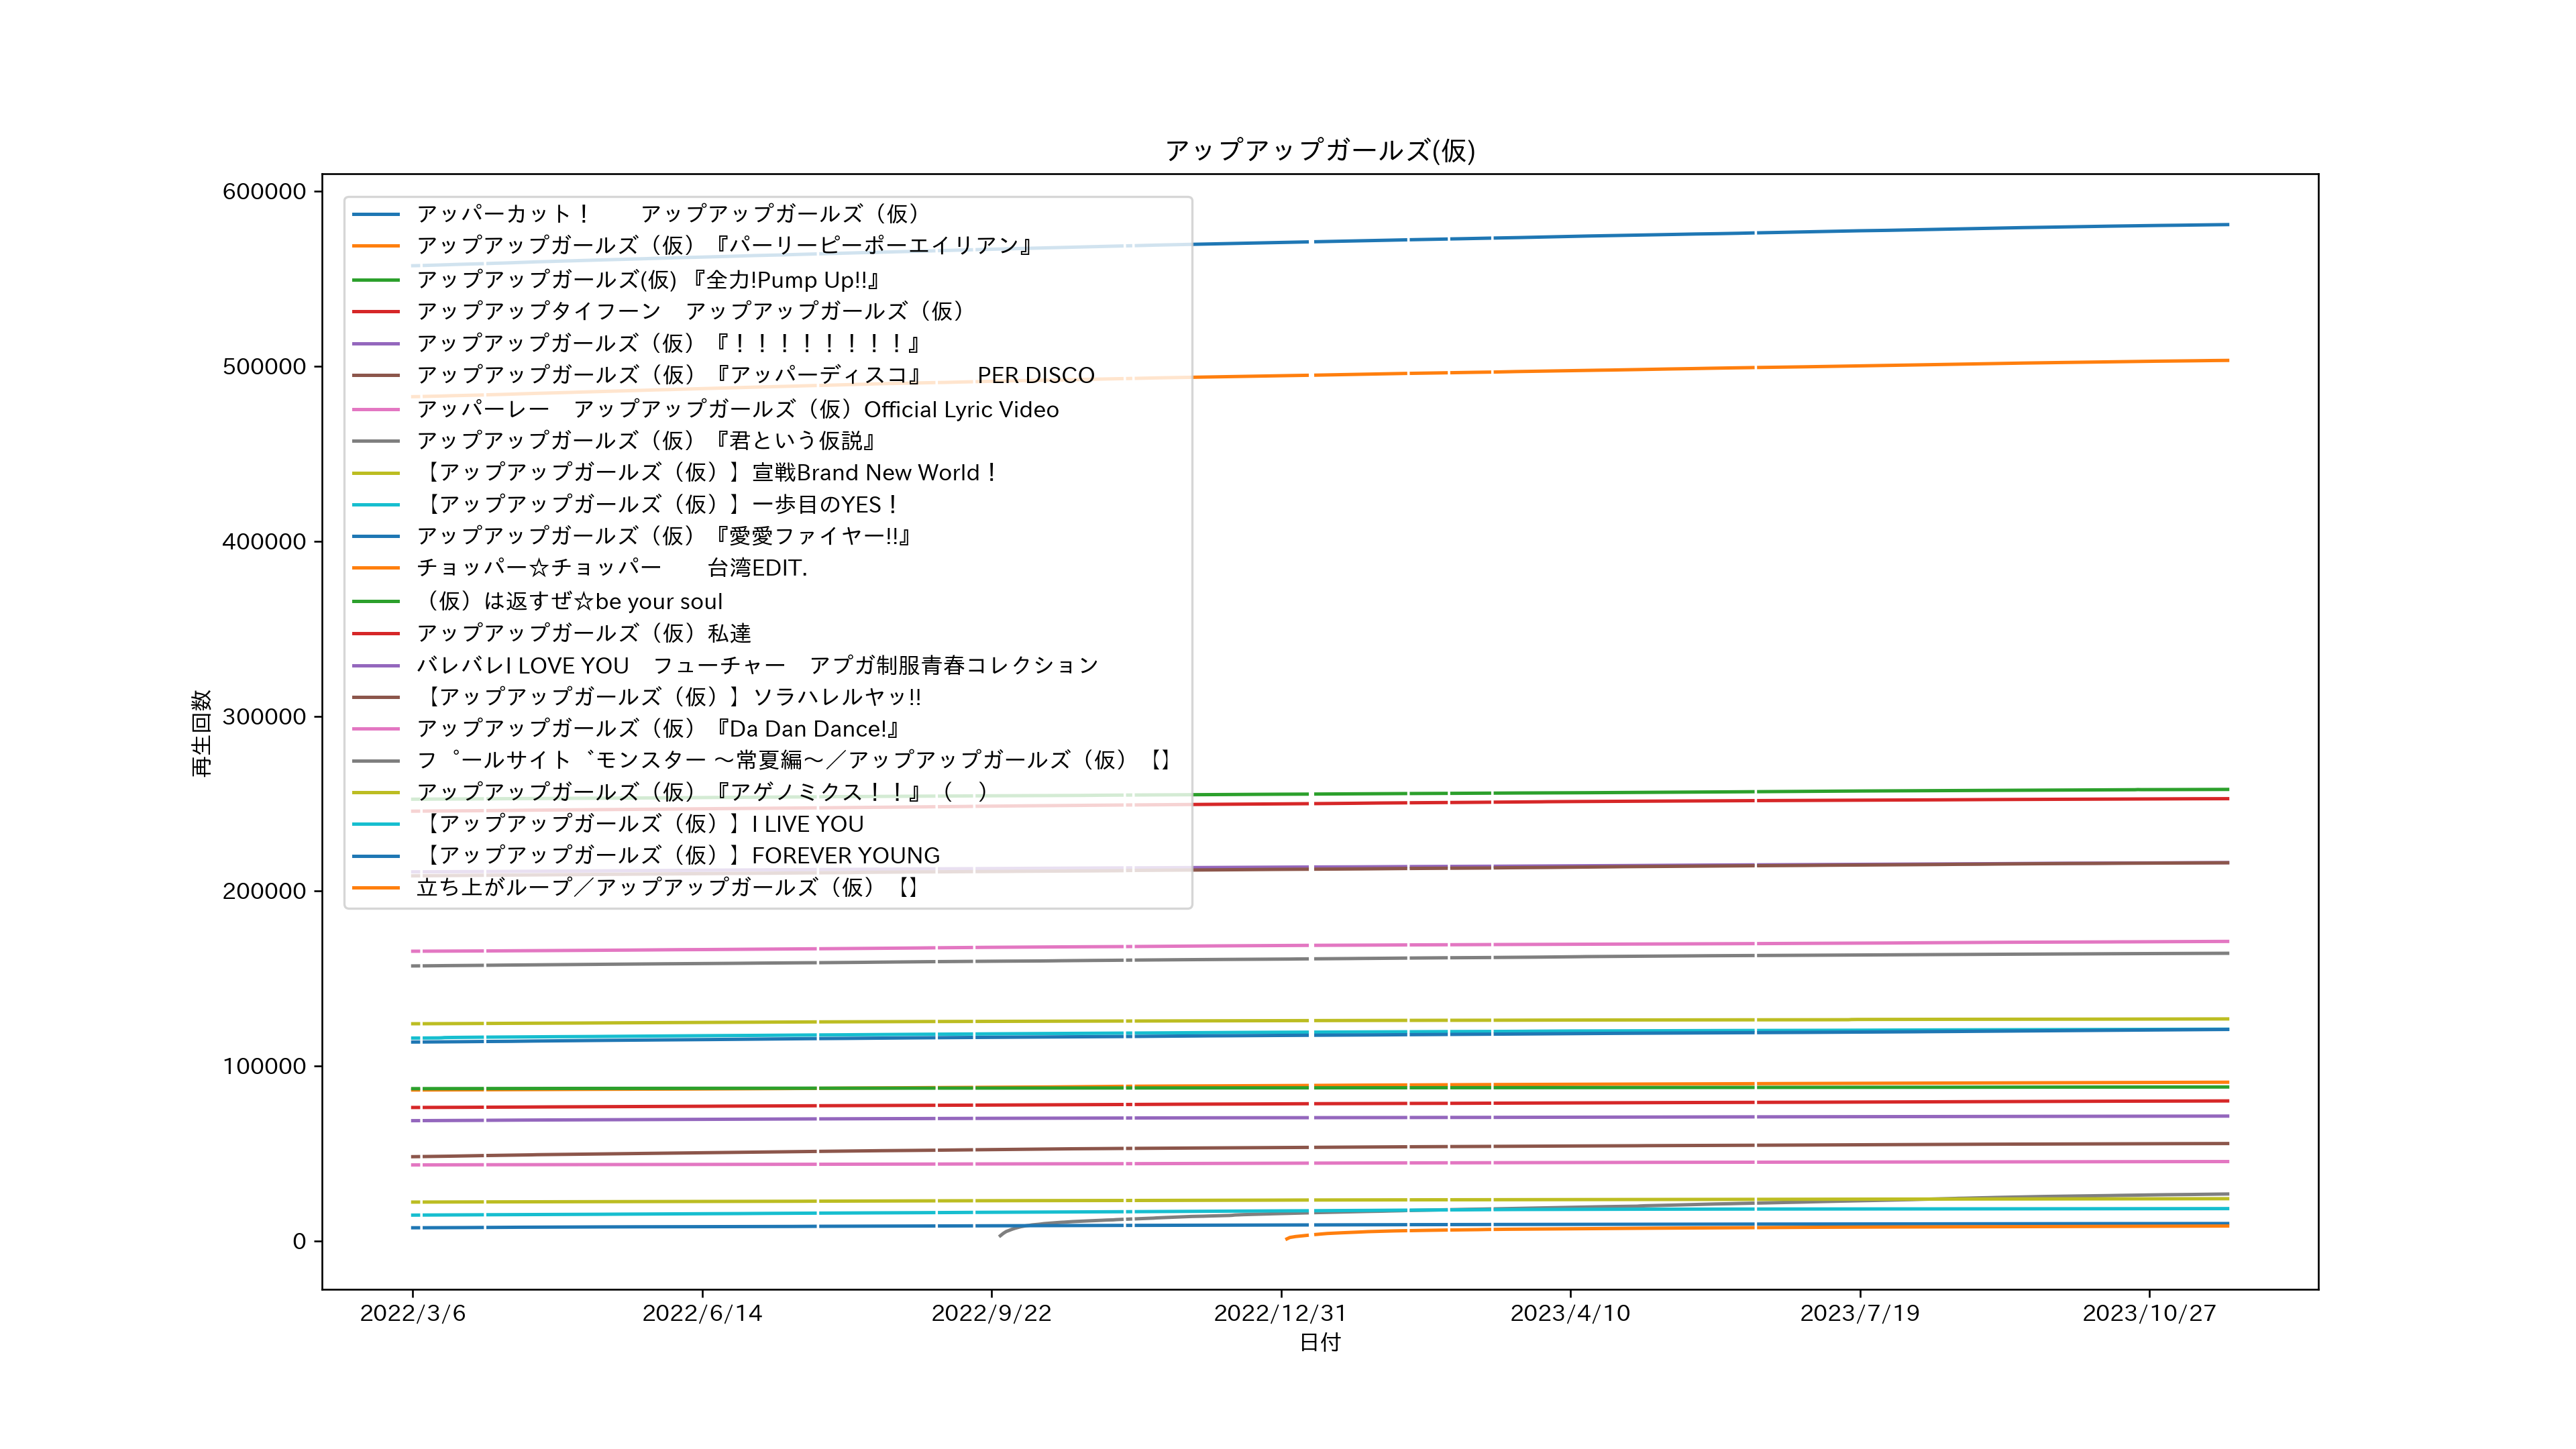 アップアップガールズ(仮)
600000
500000
400000
300000
200000
100000
0
再生回数
アッパーカット！　　アップアップガールズ（仮）
アップアップガールズ（仮）『パーリーピーポーエイリアン』
アップアップガールズ(仮) 『全力!Pump Up!!』
アップアップタイフーン　アップアップガールズ（仮）
アップアップガールズ（仮）『！！！！！！！！』
アップアップガールズ（仮）『アッパーディスコ』　　PER DISCO
アッパーレー　アップアップガールズ（仮）Official Lyric Video
アップアップガールズ（仮）『君という仮説』
【アップアップガールズ（仮）】宣戦Brand New World！
【アップアップガールズ（仮）】一歩目のYES！
アップアップガールズ（仮）『愛愛ファイヤー!!』
チョッパー☆チョッパー　　台湾EDIT.
（仮）は返すぜ☆be your soul
アップアップガールズ（仮）私達
バレバレI LOVE YOU　フューチャー　アプガ制服青春コレクション
【アップアップガールズ（仮）】ソラハレルヤッ!!
アップアップガールズ（仮）『Da Dan Dance!』
フ゜ールサイト゛モンスター ～常夏編～／アップアップガールズ（仮）【】
アップアップガールズ（仮）『アゲノミクス！！』（　）
【アップアップガールズ（仮）】I LIVE YOU
【アップアップガールズ（仮）】FOREVER YOUNG
立ち上がループ／アップアップガールズ（仮）【】
2022/3/6
2022/6/14
2022/9/22
2022/12/31
2023/4/10
2023/7/19
2023/10/27
日付